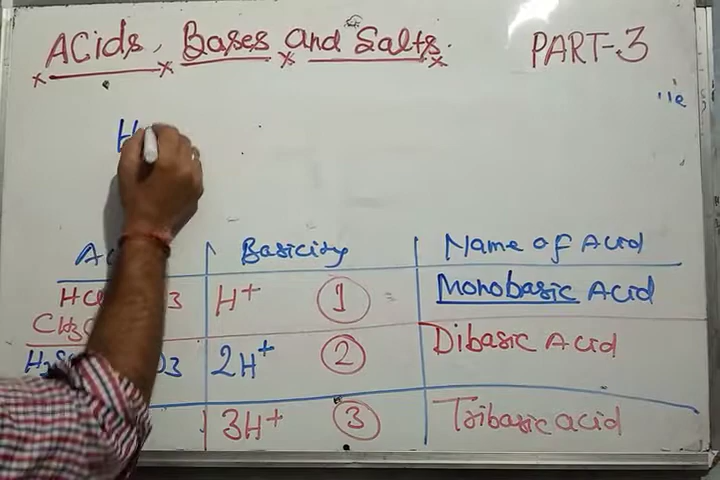 Acids, Bases and Salts. PART-3
H
Basicity Name of Acid
H+ 1 = Monobasic Acid
2H+ 2 Dibasic Acid
3H+ 3 Tribasic acid